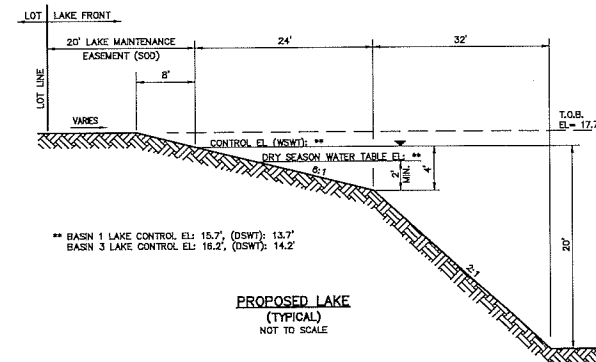 LOT
LAKE FRONT
20' LAKE MAINTENANCE
EASEMENT (SOD)
24'
32'
8'
LOT LINE
VARIES
T.O.B.
EL= 17.7
CONTROL EL (WSWT): **
DRY SEASON WATER TABLE EL: **
6:1
2'
MIN.
4'
20'
2:1
** BASIN 1 LAKE CONTROL EL: 15.7', (DSWT): 13.7'
BASIN 3 LAKE CONTROL EL: 16.2', (DSWT): 14.2'
PROPOSED LAKE
(TYPICAL)
NOT TO SCALE